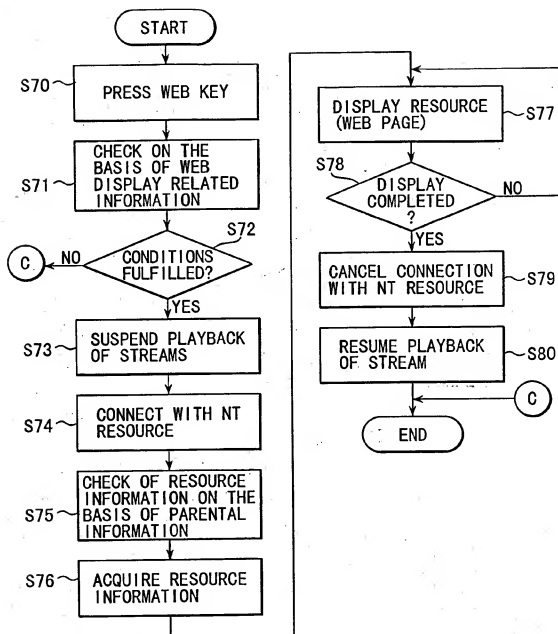 START
S70
PRESS WEB KEY
S71
CHECK ON THE
BASIS OF WEB
DISPLAY RELATED
INFORMATION
S72
CONDITIONS
FULFILLED?
NO
C
YES
S73
SUSPEND PLAYBACK
OF STREAMS
S74
CONNECT WITH NT
RESOURCE
S75
CHECK OF RESOURCE
INFORMATION ON THE
BASIS OF PARENTAL
INFORMATION
S76
ACQUIRE RESOURCE
INFORMATION
DISPLAY RESOURCE
(WEB PAGE)
S77
S78
DISPLAY
COMPLETED
?
NO
YES
CANCEL CONNECTION
WITH NT RESOURCE
S79
RESUME PLAYBACK
OF STREAM
S80
C
END